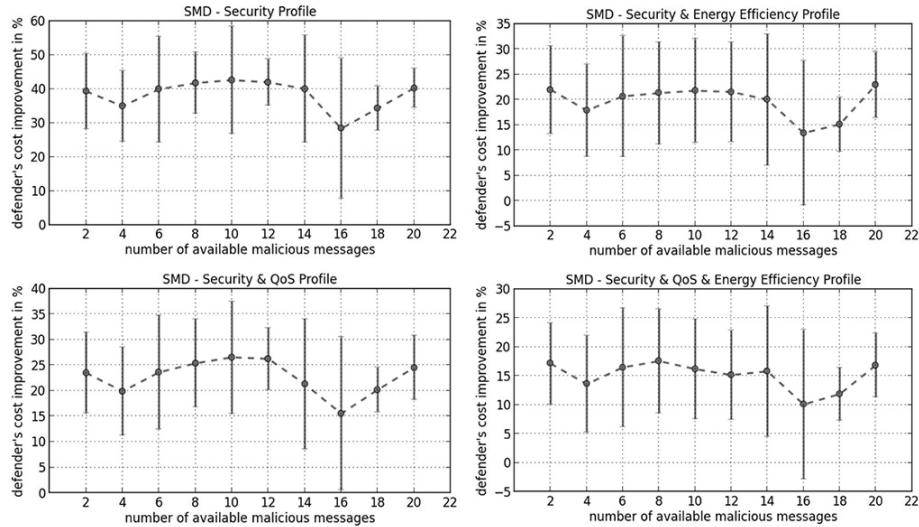 SMD - Security Profile
defender's cost improvement in %
60
50
40
30
20
10
0
2 4 6 8 10 12 14 16 18 20 22
number of available malicious messages
SMD - Security & Energy Efficiency Profile
defender's cost improvement in %
35
30
25
20
15
10
5
0
−5
2 4 6 8 10 12 14 16 18 20 22
number of available malicious messages
SMD - Security & QoS Profile
defender's cost improvement in %
40
35
30
25
20
15
10
5
0
2 4 6 8 10 12 14 16 18 20 22
number of available malicious messages
SMD - Security & QoS & Energy Efficiency Profile
defender's cost improvement in %
30
25
20
15
10
5
0
−5
2 4 6 8 10 12 14 16 18 20 22
number of available malicious messages